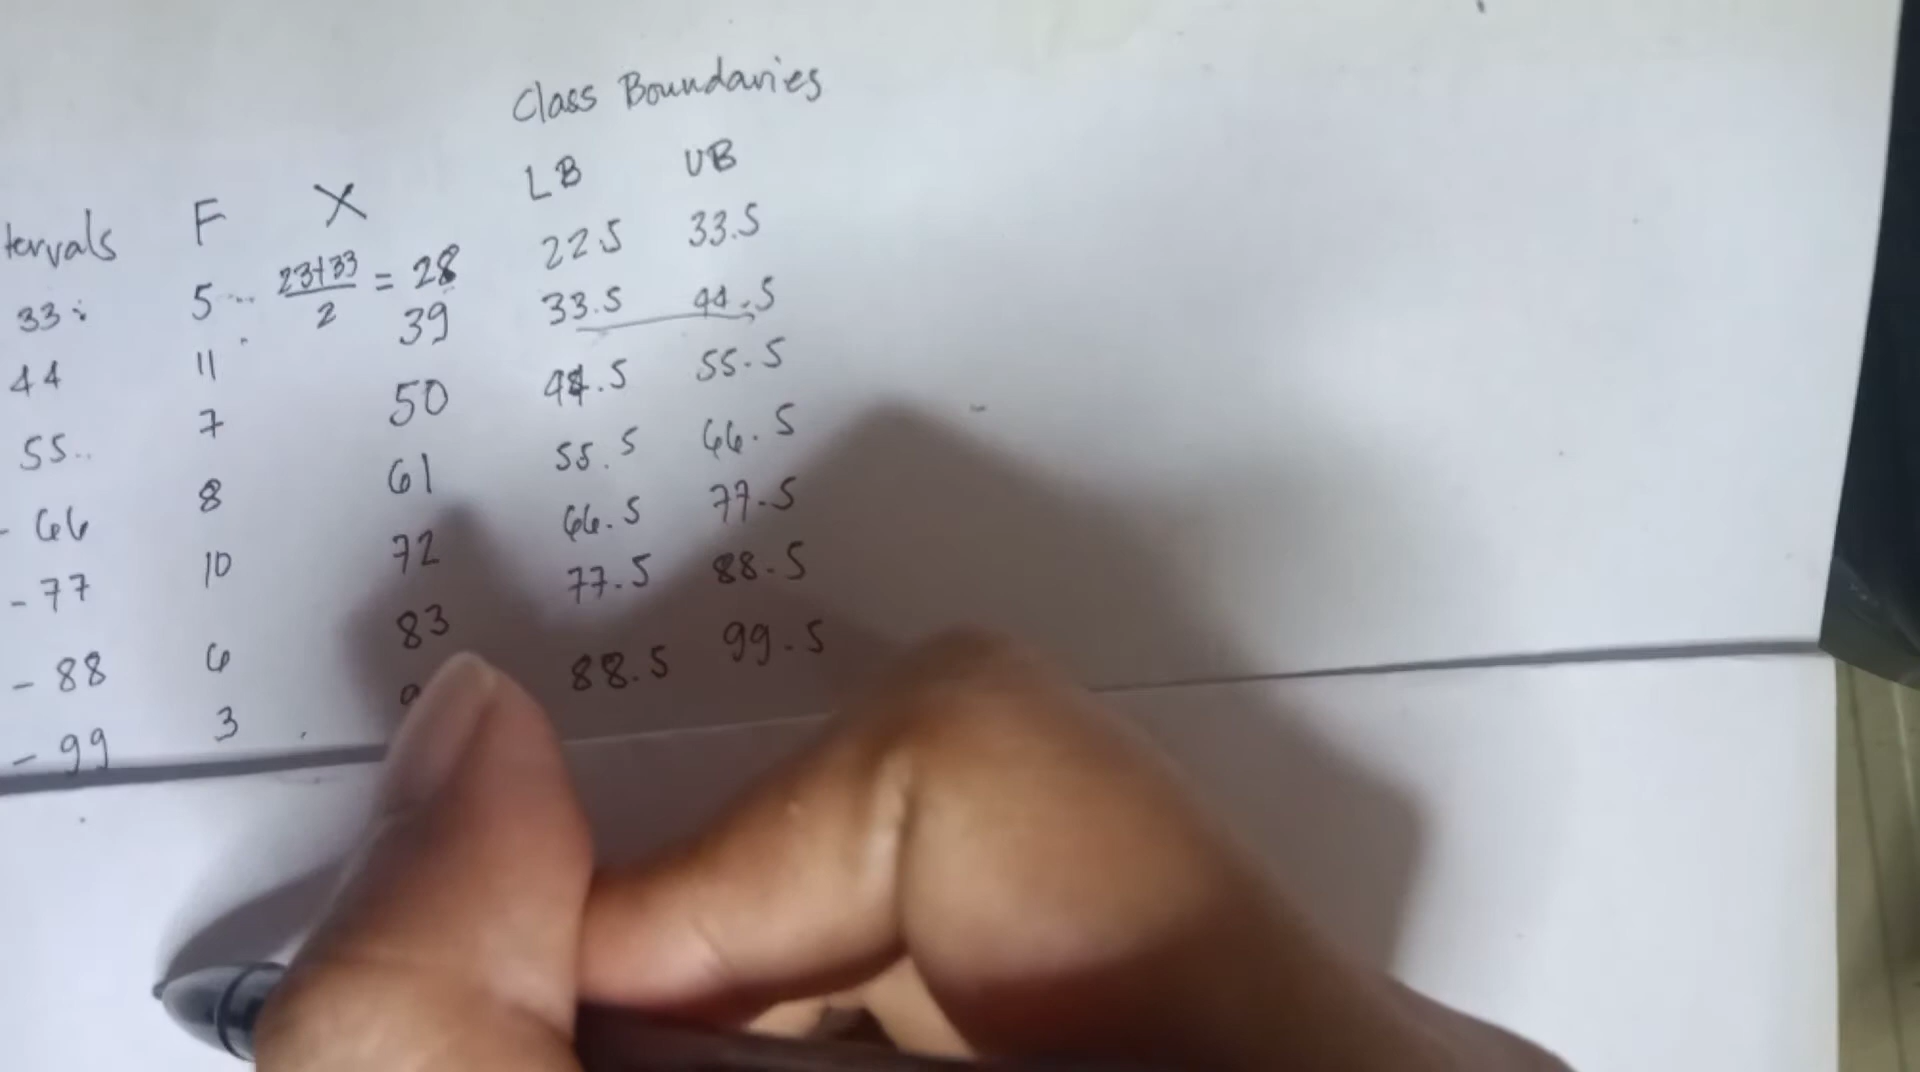 Class Boundaries
tervals F X LB UB
33 5 23+33/2 = 28 22.5 33.5
44 11 39 33.5 44.5
55 7 50 44.5 55.5
- 66 8 61 55.5 66.5
- 77 10 72 66.5 77.5
- 88 6 83 77.5 88.5
- 99 3 88.5 99.5